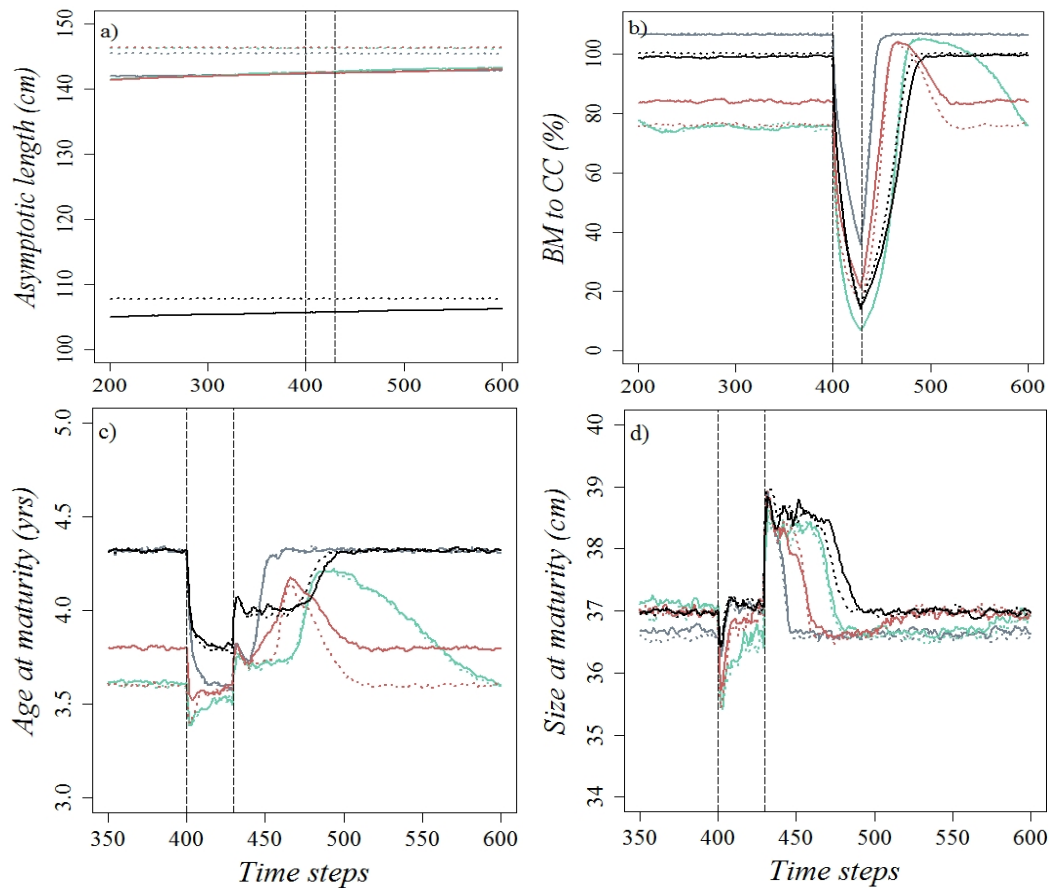 a)
Asymptotic length (cm)
150
140
130
120
110
100
200 300 400 500 600
b)
BM to CC (%)
100
80
60
40
20
0
200 300 400 500 600
c)
Age at maturity (yrs)
5.0
4.5
4.0
3.5
3.0
350 400 450 500 550 600
Time steps
d)
Size at maturity (cm)
40
39
38
37
36
35
34
350 400 450 500 550 600
Time steps